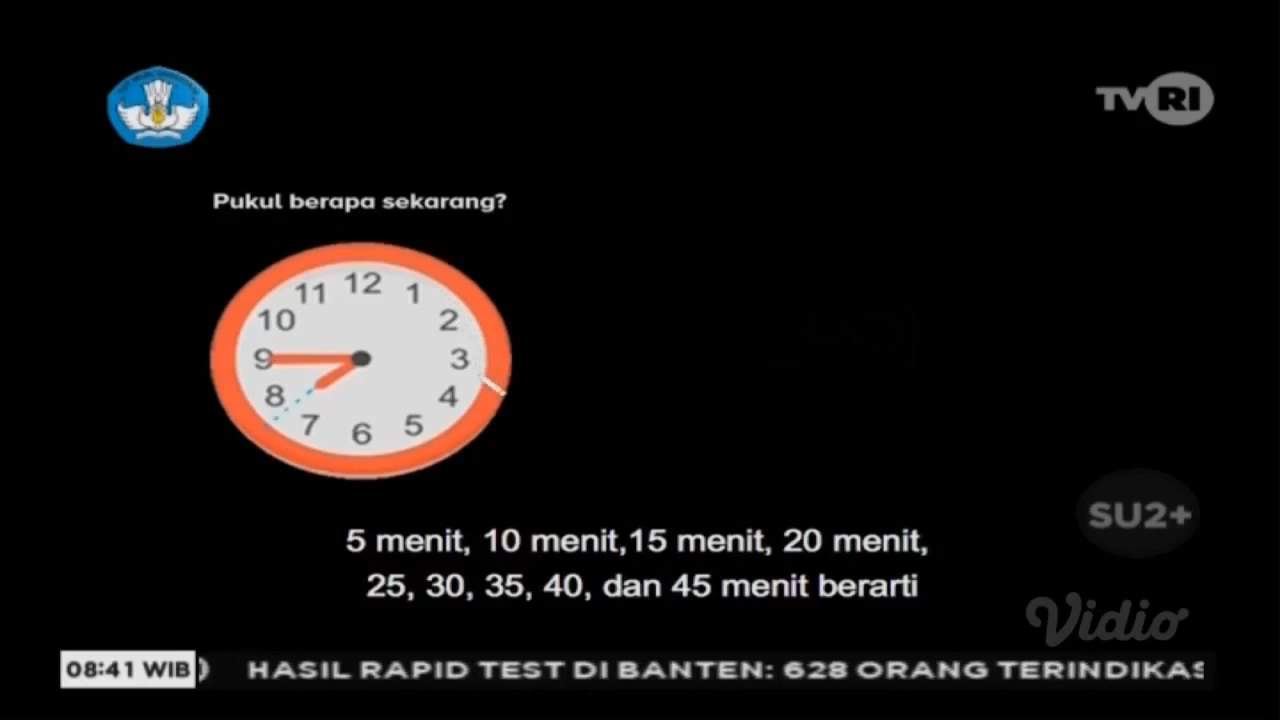 TVRI
Pukul berapa sekarang?
12
11
1
10
2
9
3
8
4
7
5
6
SU2+
5 menit, 10 menit,15 menit, 20 menit,
25, 30, 35, 40, dan 45 menit berarti
Vidio
08:41 WIB
) HASIL RAPID TEST DI BANTEN: 628 ORANG TERINDIKAS